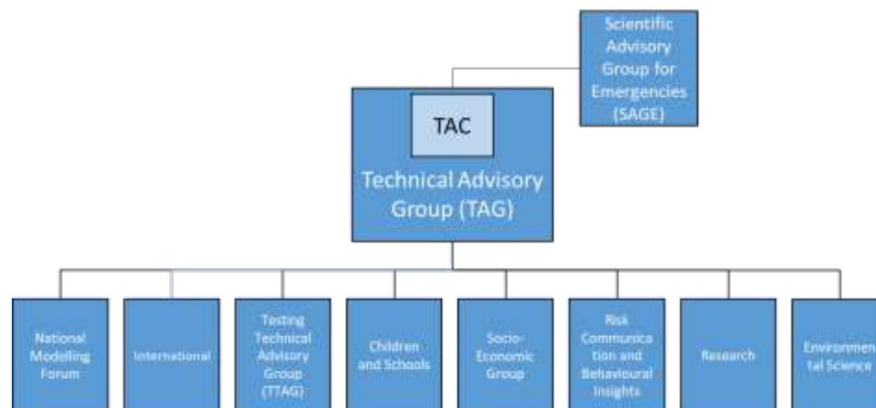 Scientific
Advisory
Group for
Emergencies
(SAGE)
TAC
Technical Advisory
Group (TAG)
National
Modelling
Forum
International
Testing
Technical
Advisory
Group
(TTAG)
Children
and Schools
Socio-
Economic
Group
Risk
Communica
tion and
Behavioural
Insights
Research
Environmen
tal Science